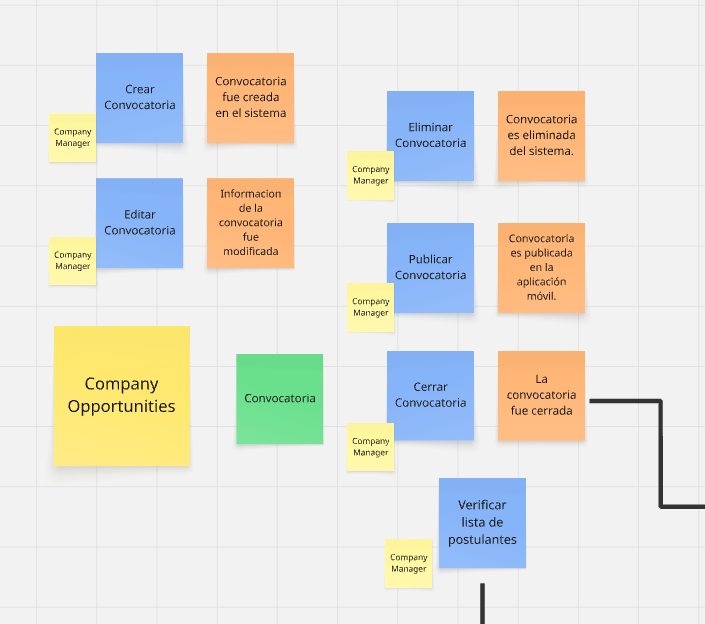 Crear
Convocatoria
Company
Manager
Convocatoria
fue creada
en el sistema
Editar
Convocatoria
Company
Manager
Informacion
de la
convocatoria
fue
modificada
Company
Opportunities
Convocatoria
Eliminar
Convocatoria
Company
Manager
Convocatoria
es eliminada
del sistema.
Publicar
Convocatoria
Company
Manager
Convocatoria
es publicada
en la
aplicación
móvil.
Cerrar
Convocatoria
Company
Manager
La
convocatoria
fue cerrada
Verificar
lista de
postulantes
Company
Manager